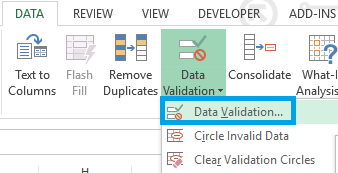 DATA REVIEW VIEW DEVELOPER ADD-INS
Text to Columns
Flash Fill
Remove Duplicates
Data Validation
Consolidate
What-I
Analysis
Data Validation...
Circle Invalid Data
Clear Validation Circles
H